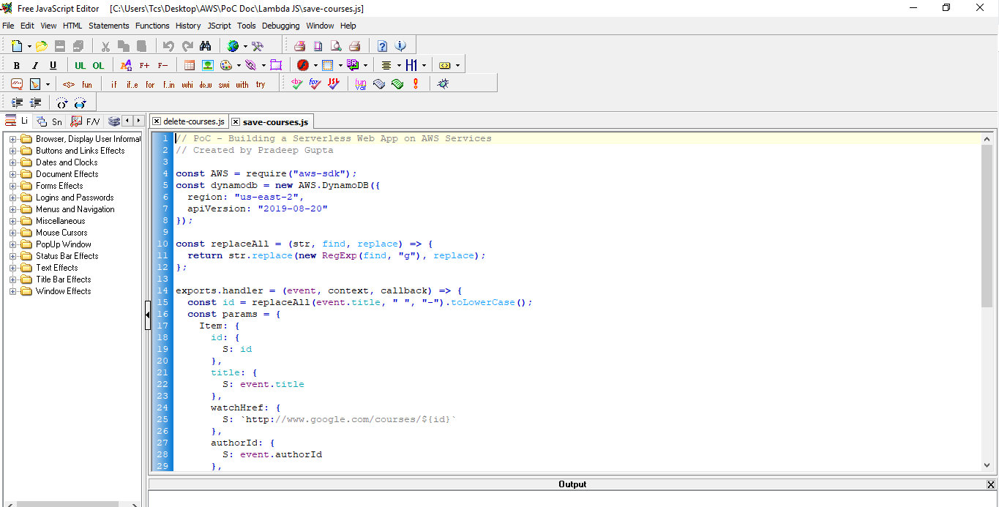 Free JavaScript Editor [C:\Users\Tcs\Desktop\AWS\PoC Doc\Lambda JS\save-courses.js]
File Edit View HTML Statements Functions History JScript Tools Debugging Window Help
B I U UL OL F+ F- H1
<S> fun if if..e for f..in whi do..w swi with try
Li Sn F/V
delete-courses.js save-courses.js
Browser, Display User Informat
Buttons and Links Effects
Dates and Clocks
Document Effects
Forms Effects
Logins and Passwords
Menus and Navigation
Miscellaneous
Mouse Cursors
PopUp Window
Status Bar Effects
Text Effects
Title Bar Effects
Window Effects
1 // PoC - Building a Serverless Web App on AWS Services
2 // Created by Pradeep Gupta
3
4 const AWS = require("aws-sdk");
5 const dynamodb = new AWS.DynamoDB({
6   region: "us-east-2",
7   apiVersion: "2019-08-20"
8 });
9
10 const replaceAll = (str, find, replace) => {
11   return str.replace(new RegExp(find, "g"), replace);
12 };
13
14 exports.handler = (event, context, callback) => {
15   const id = replaceAll(event.title, " ", "-").toLowerCase();
16   const params = {
17     Item: {
18       id: {
19         S: id
20       },
21       title: {
22         S: event.title
23       },
24       watchHref: {
25         S: `http://www.google.com/courses/${id}`
26       },
27       authorId: {
28         S: event.authorId
29       },
Output